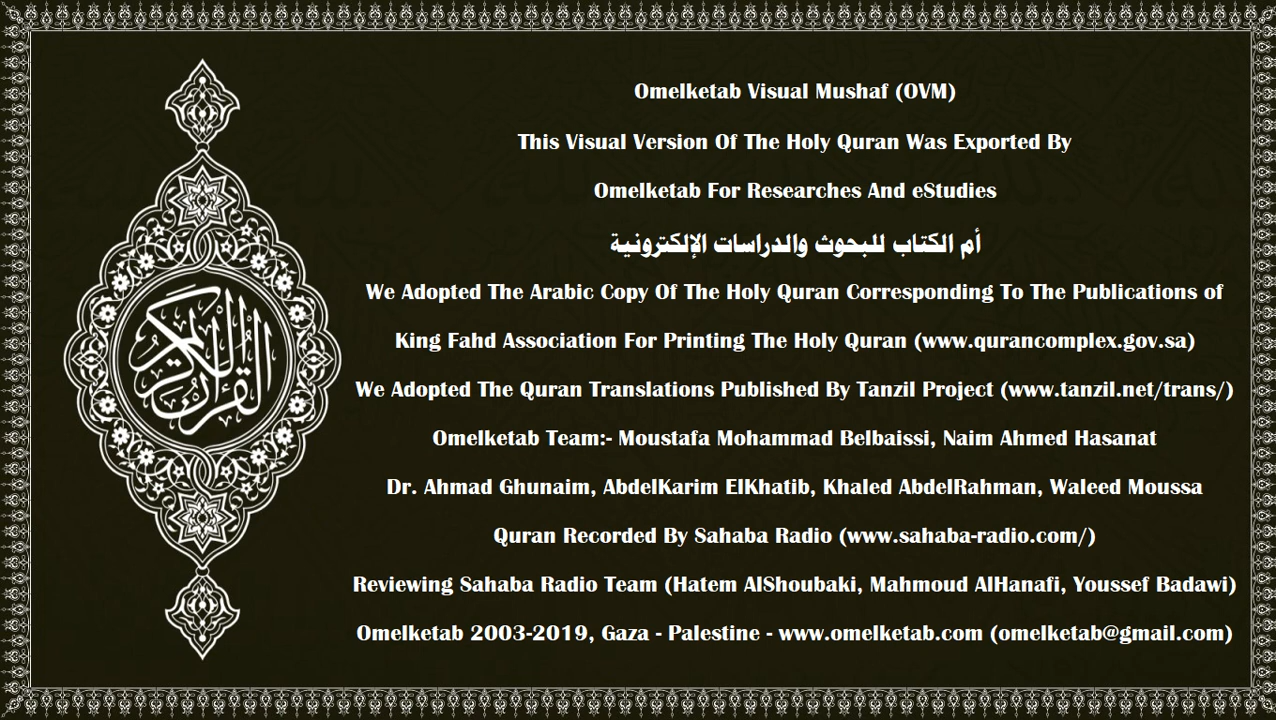 Omelketab Visual Mushaf (OVM)
This Visual Version Of The Holy Quran Was Exported By
Omelketab For Researches And eStudies
أم الكتاب للبحوث والدراسات الإلكترونية
We Adopted The Arabic Copy Of The Holy Quran Corresponding To The Publications of
King Fahd Association For Printing The Holy Quran (www.qurancomplex.gov.sa)
We Adopted The Quran Translations Published By Tanzil Project (www.tanzil.net/trans/)
Omelketab Team:- Moustafa Mohammad Belbaissi, Naim Ahmed Hasanat
Dr. Ahmad Ghunaim, AbdelKarim ElKhatib, Khaled AbdelRahman, Waleed Moussa
Quran Recorded By Sahaba Radio (www.sahaba-radio.com/)
Reviewing Sahaba Radio Team (Hatem AlShoubaki, Mahmoud AlHanafi, Youssef Badawi)
Omelketab 2003-2019, Gaza - Palestine - www.omelketab.com (omelketab@gmail.com)
القرآن الكريم